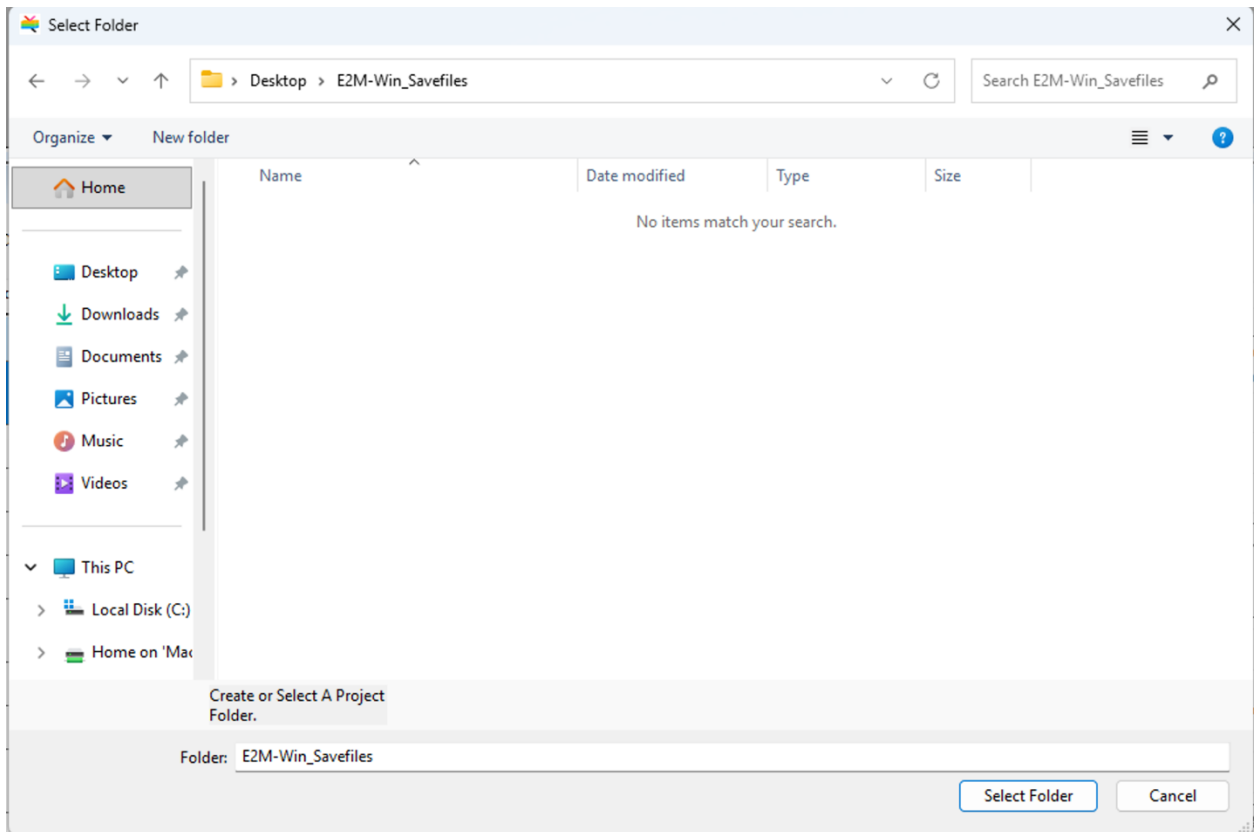 Select Folder
Desktop > E2M-Win_Savefiles
Search E2M-Win_Savefiles
Organize
New folder
Name
Date modified
Type
Size
No items match your search.
Home
Desktop
Downloads
Documents
Pictures
Music
Videos
This PC
Local Disk (C:)
Home on 'Mac
Create or Select A Project
Folder.
Folder: E2M-Win_Savefiles
Select Folder
Cancel